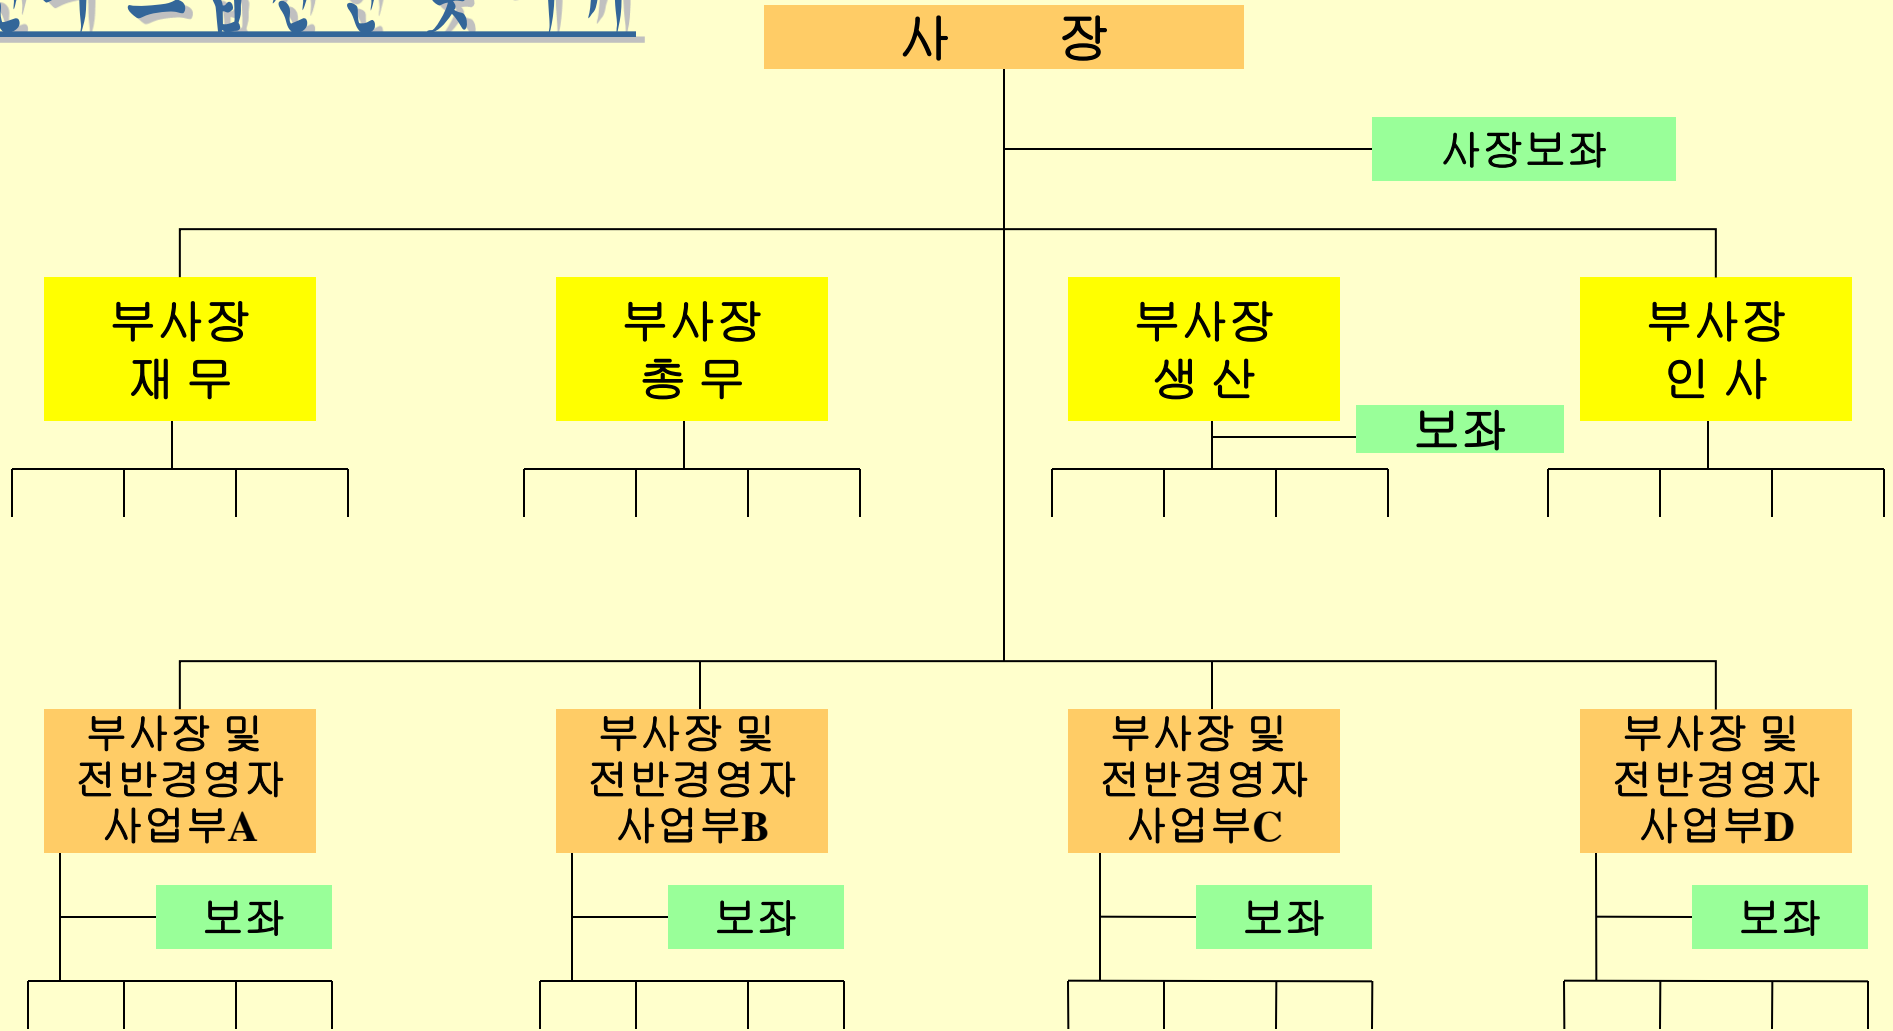 사 장
사장보좌
부사장
재 무
부사장
총 무
부사장
생 산
부사장
인 사
보좌
부사장 및
전반경영자
사업부A
부사장 및
전반경영자
사업부B
부사장 및
전반경영자
사업부C
부사장 및
전반경영자
사업부D
보좌
보좌
보좌
보좌